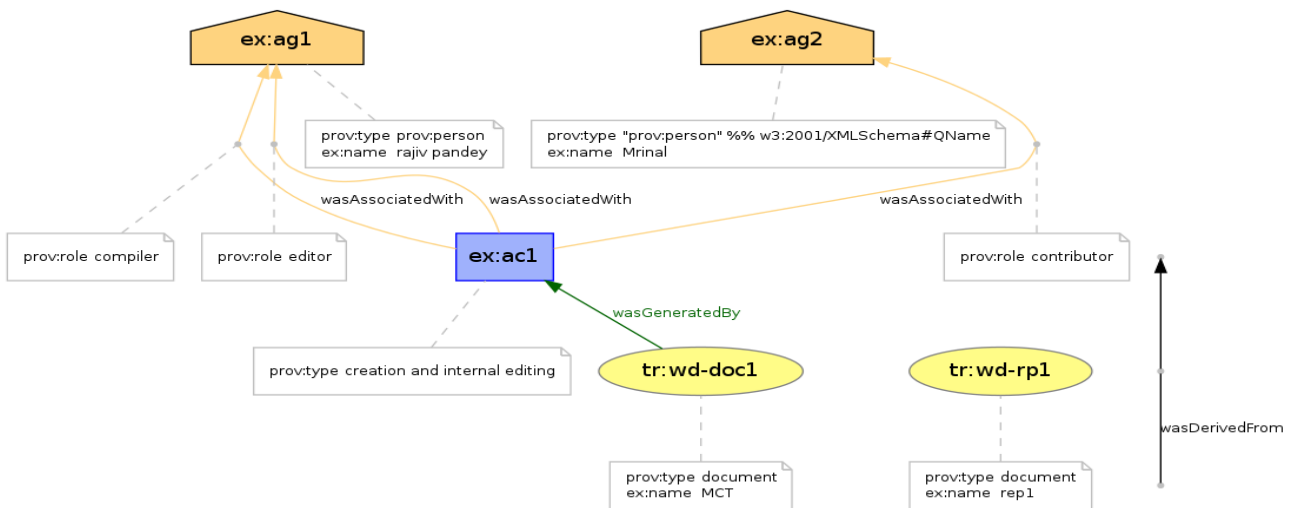 ex:ag1
ex:ag2
prov:type prov:person
ex:name rajiv pandey
prov:type "prov:person" %% w3:2001/XMLSchema#QName
ex:name Mrinal
wasAssociatedWith
wasAssociatedWith
wasAssociatedWith
prov:role compiler
prov:role editor
ex:ac1
prov:role contributor
wasGeneratedBy
prov:type creation and internal editing
tr:wd-doc1
tr:wd-rp1
wasDerivedFrom
prov:type document
ex:name MCT
prov:type document
ex:name rep1